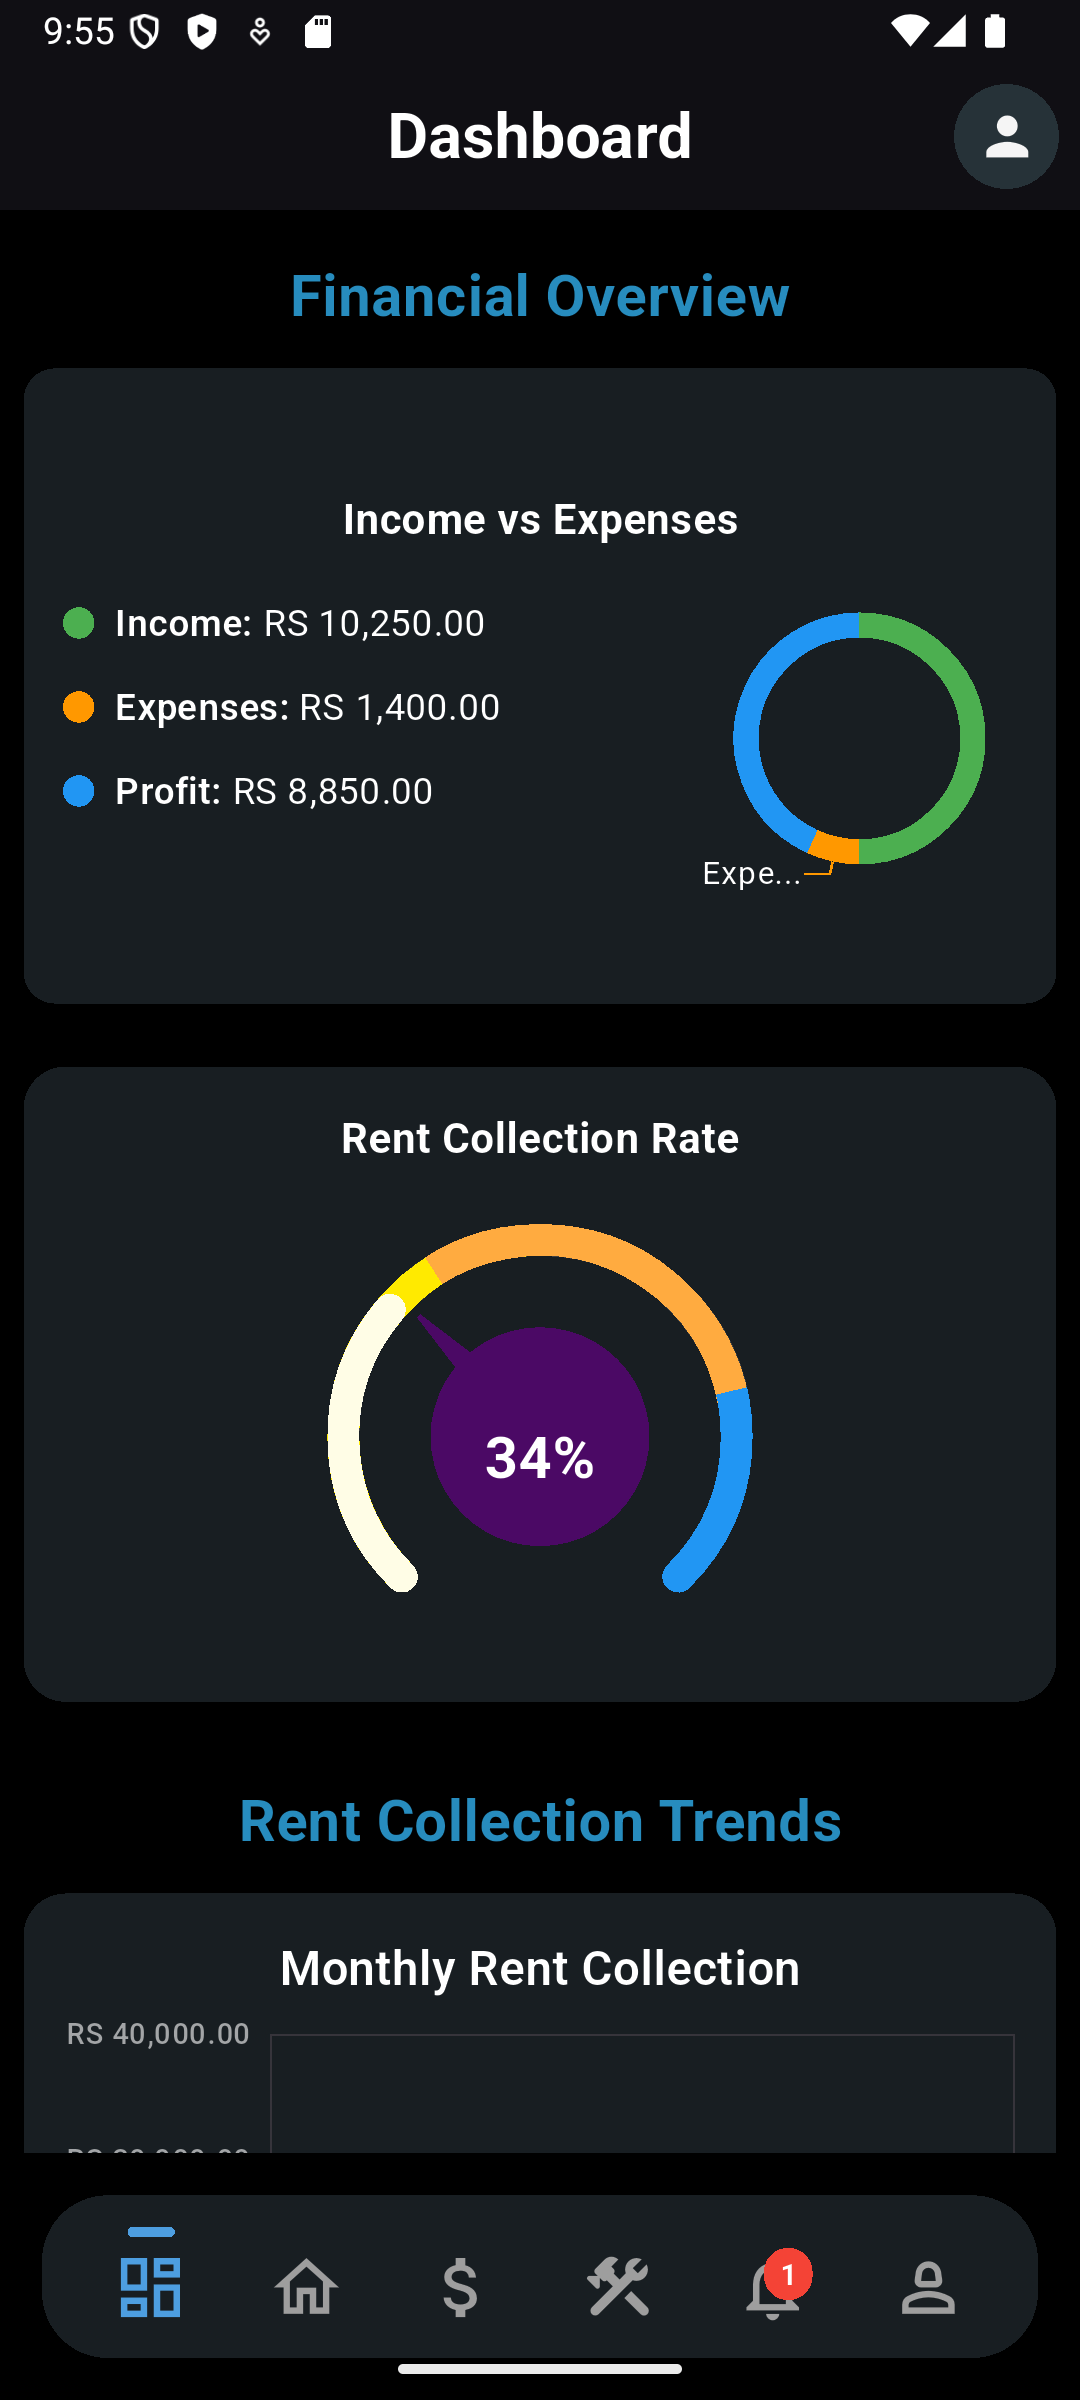 9:55
Dashboard
Financial Overview
Income vs Expenses
Income: RS 10,250.00
Expenses: RS 1,400.00
Profit: RS 8,850.00
Expe...
Rent Collection Rate
34%
Rent Collection Trends
Monthly Rent Collection
RS 40,000.00
1